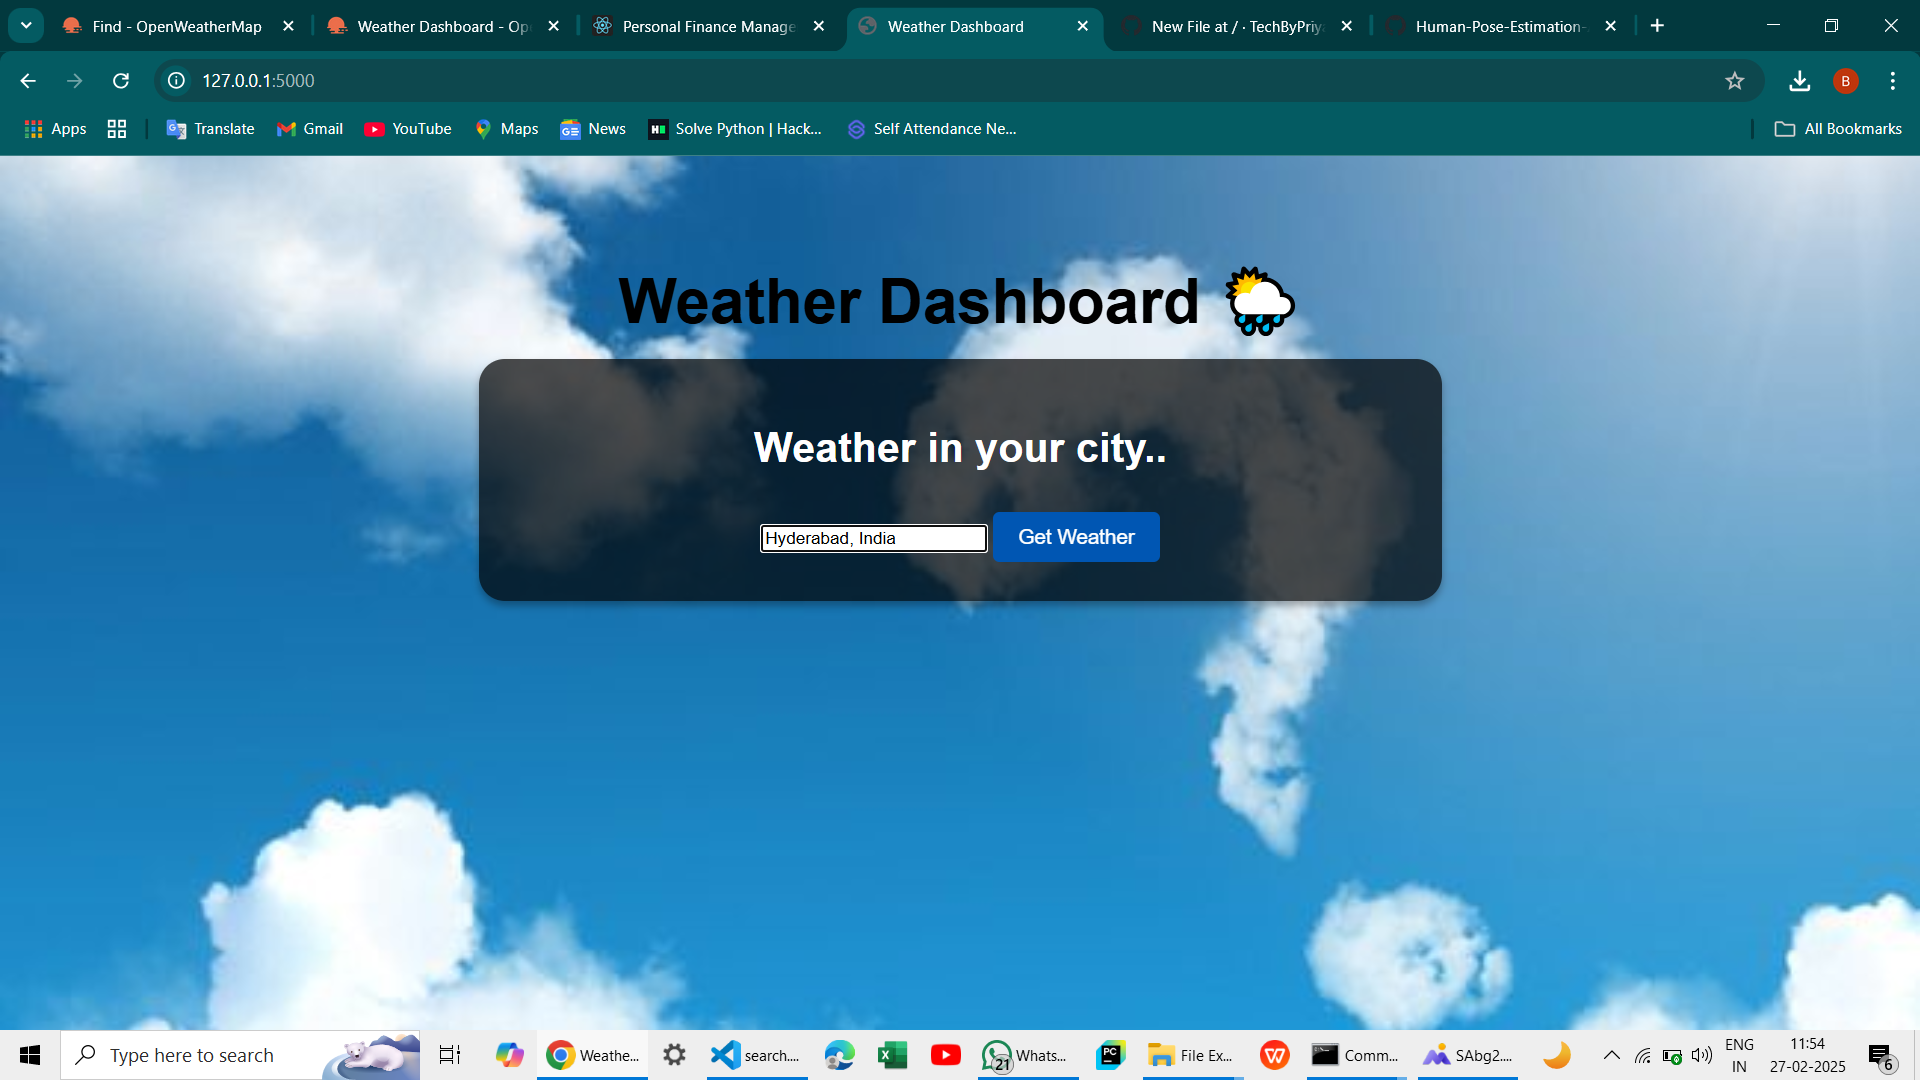 Find - OpenWeatherMap
Weather Dashboard - Op
Personal Finance Manage
Weather Dashboard
New File at / · TechByPriya
Human-Pose-Estimation-
127.0.0.1:5000
B
Apps
Translate
Gmail
YouTube
Maps
News
Solve Python | Hack...
Self Attendance Ne...
All Bookmarks
Weather Dashboard
Weather in your city..
Hyderabad, India
Get Weather
Type here to search
Weathe...
search....
21
Whats...
PC
File Ex...
W
Comm...
SAbg2....
ENG
IN
11:54
27-02-2025
6